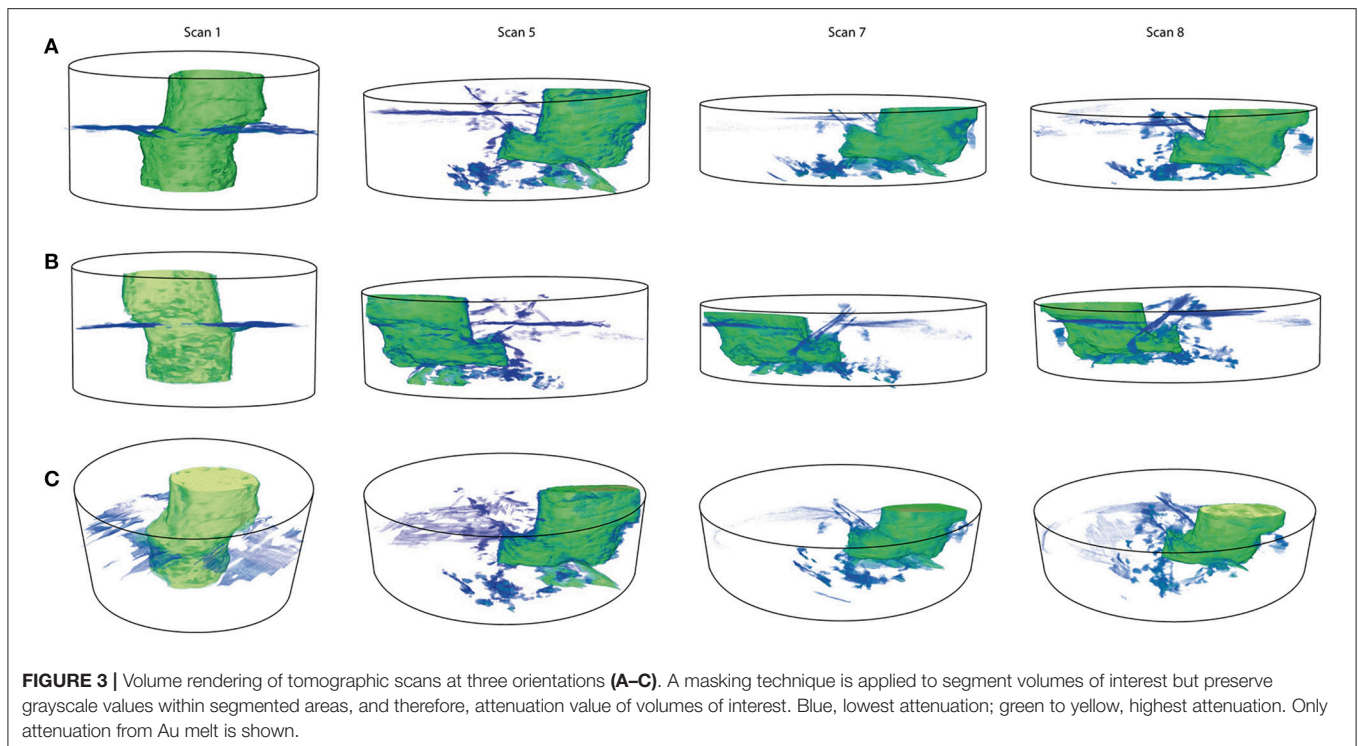 Scan 1 Scan 5 Scan 7 Scan 8
A
B
C
FIGURE 3 | Volume rendering of tomographic scans at three orientations (A–C). A masking technique is applied to segment volumes of interest but preserve
grayscale values within segmented areas, and therefore, attenuation value of volumes of interest. Blue, lowest attenuation; green to yellow, highest attenuation. Only
attenuation from Au melt is shown.